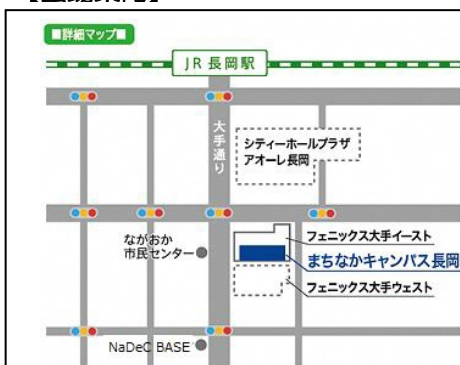 ■詳細マップ■
JR 長岡駅
大手通り
シティーホールプラザ
アオーレ長岡
ながおか
市民センター
フェニックス大手イースト
まちなかキャンパス長岡
フェニックス大手ウェスト
NaDeC BASE